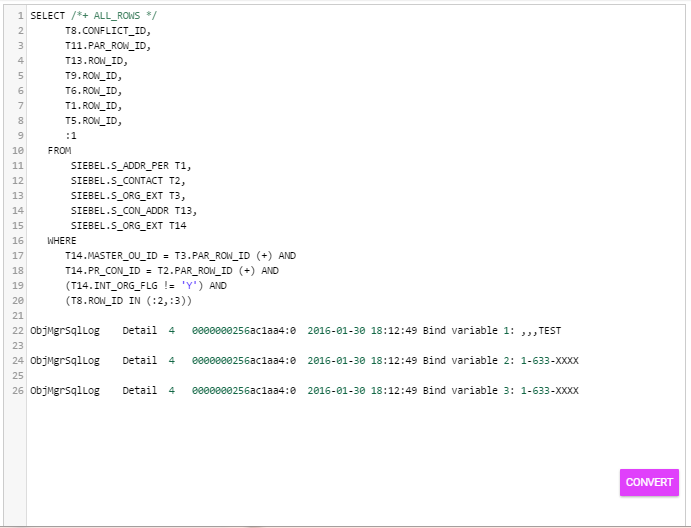 1 SELECT /*+ ALL_ROWS */
2 T8.CONFLICT_ID,
3 T11.PAR_ROW_ID,
4 T13.ROW_ID,
5 T9.ROW_ID,
6 T6.ROW_ID,
7 T1.ROW_ID,
8 T5.ROW_ID,
9 :1
10 FROM
11 SIEBEL.S_ADDR_PER T1,
12 SIEBEL.S_CONTACT T2,
13 SIEBEL.S_ORG_EXT T3,
14 SIEBEL.S_CON_ADDR T13,
15 SIEBEL.S_ORG_EXT T14
16 WHERE
17 T14.MASTER_OU_ID = T3.PAR_ROW_ID (+) AND
18 T14.PR_CON_ID = T2.PAR_ROW_ID (+) AND
19 (T14.INT_ORG_FLG != 'Y') AND
20 (T8.ROW_ID IN (:2,:3))
21
22 ObjMgrSqlLog Detail 4 0000000256ac1aa4:0 2016-01-30 18:12:49 Bind variable 1: ,,,TEST
23
24 ObjMgrSqlLog Detail 4 0000000256ac1aa4:0 2016-01-30 18:12:49 Bind variable 2: 1-633-XXXX
25
26 ObjMgrSqlLog Detail 4 0000000256ac1aa4:0 2016-01-30 18:12:49 Bind variable 3: 1-633-XXXX
CONVERT